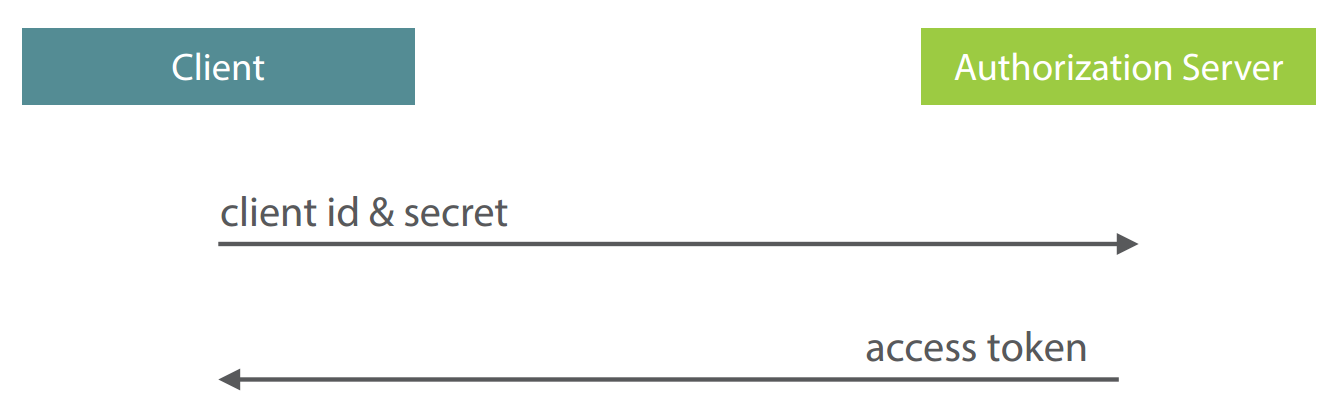 Client
Authorization Server
client id & secret
access token